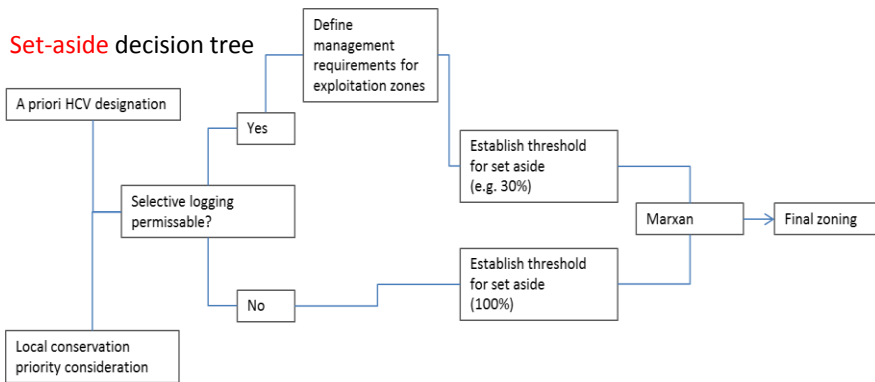 Set-aside decision tree
Define
management
requirements for
exploitation zones
A priori HCV designation
Yes
Establish threshold
for set aside
(e.g. 30%)
Selective logging
permissable?
Marxan
Final zoning
Establish threshold
for set aside
(100%)
No
Local conservation
priority consideration